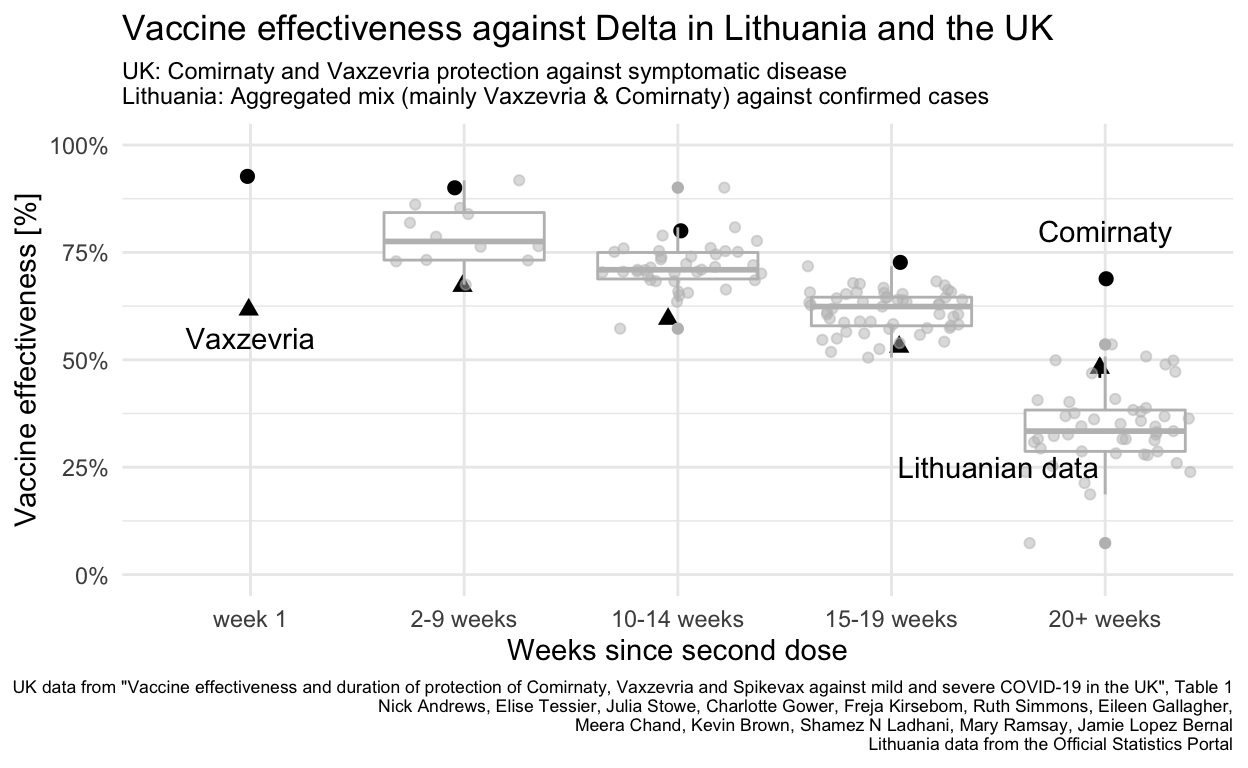 Vaccine effectiveness against Delta in Lithuania and the UK
UK: Comirnaty and Vaxzevria protection against symptomatic disease
Lithuania: Aggregated mix (mainly Vaxzevria & Comirnaty) against confirmed cases
Vaccine effectiveness [%]
100%
75%
50%
25%
0%
Comirnaty
Vaxzevria
Lithuanian data
week 1
2-9 weeks
10-14 weeks
15-19 weeks
20+ weeks
Weeks since second dose
UK data from "Vaccine effectiveness and duration of protection of Comirnaty, Vaxzevria and Spikevax against mild and severe COVID-19 in the UK", Table 1
Nick Andrews, Elise Tessier, Julia Stowe, Charlotte Gower, Freja Kirsebom, Ruth Simmons, Eileen Gallagher,
Meera Chand, Kevin Brown, Shamez N Ladhani, Mary Ramsay, Jamie Lopez Bernal
Lithuania data from the Official Statistics Portal